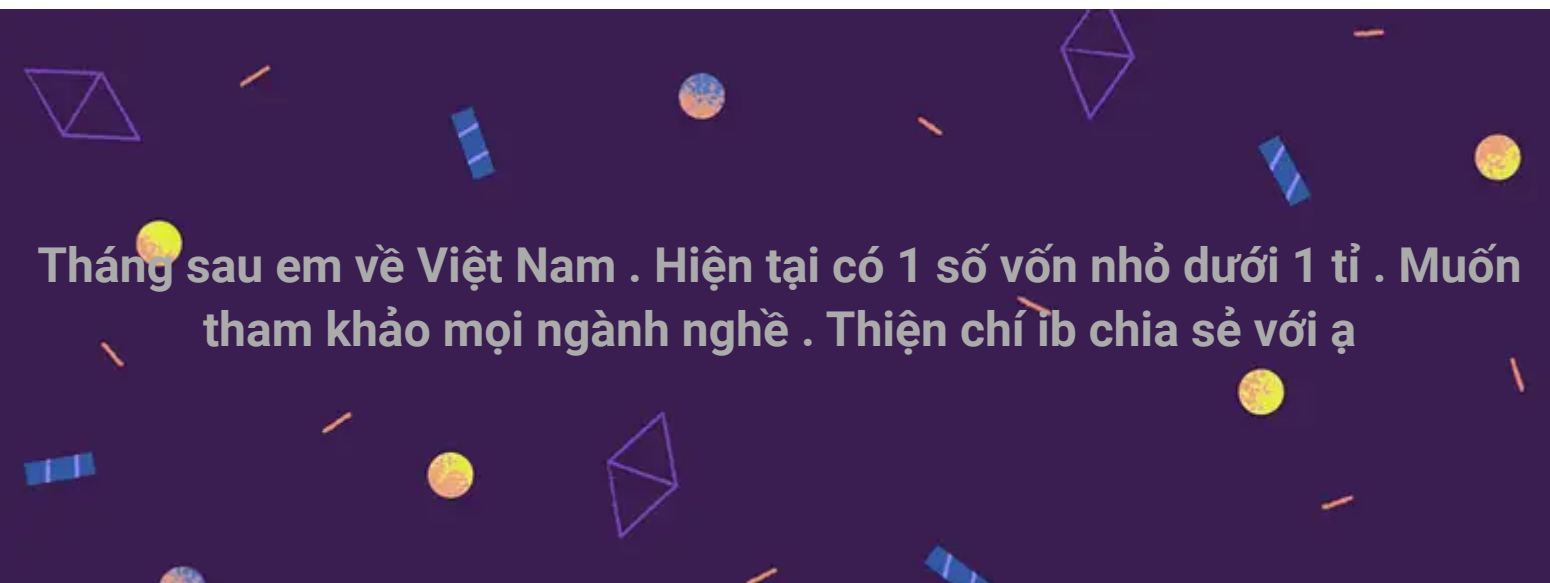 Tháng sau em về Việt Nam . Hiện tại có 1 số vốn nhỏ dưới 1 tỉ . Muốn
tham khảo mọi ngành nghề . Thiện chí ib chia sẻ với ạ